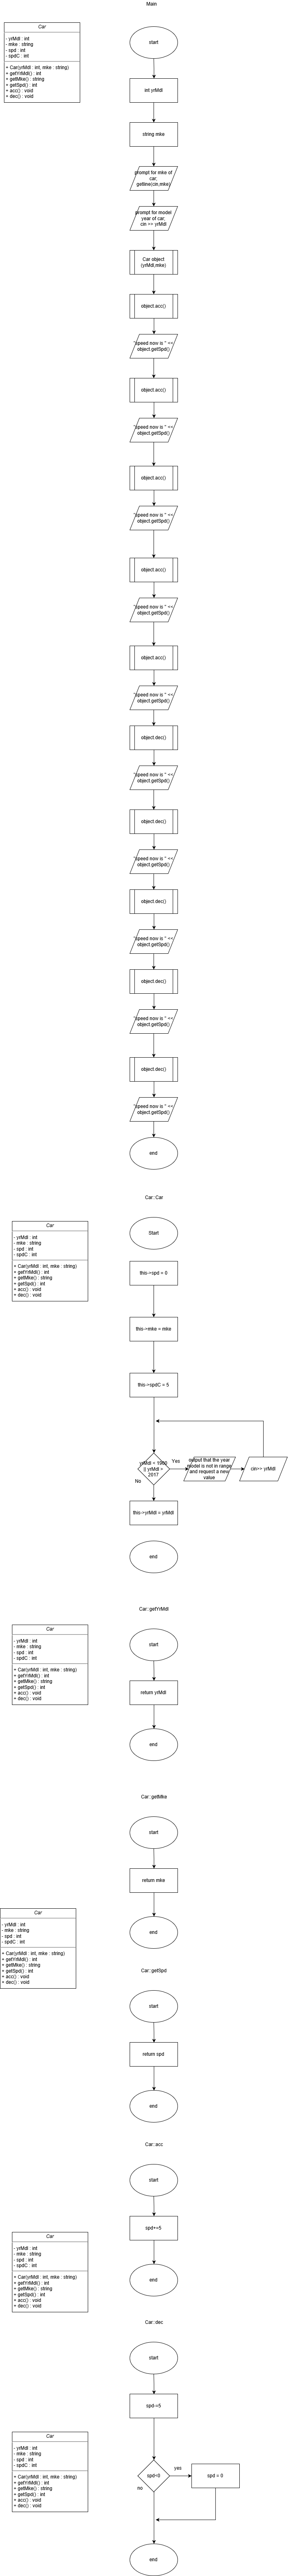 Main
Car
- yrMdl : int
- mke : string
- spd : int
- spdC : int
+ Car(yrMdl : int, mke : string)
+ getYrMdl() : int
+ getMke() : string
+ getSpd() : int
+ acc() : void
+ dec() : void
start
int yrMdl
string mke
prompt for mke of
car;
getline(cin,mke)
prompt for model
year of car;
cin >> yrMdl
Car object
(yrMdl,mke)
object.acc()
"speed now is " <<
object.getSpd()
object.acc()
"speed now is " <<
object.getSpd()
object.acc()
"speed now is " <<
object.getSpd()
object.acc()
"speed now is " <<
object.getSpd()
object.acc()
"speed now is " <<
object.getSpd()
object.dec()
"speed now is " <<
object.getSpd()
object.dec()
"speed now is " <<
object.getSpd()
object.dec()
"speed now is " <<
object.getSpd()
object.dec()
"speed now is " <<
object.getSpd()
object.dec()
"speed now is " <<
object.getSpd()
end
Car::Car
Car
- yrMdl : int
- mke : string
- spd : int
- spdC : int
+ Car(yrMdl : int, mke : string)
+ getYrMdl() : int
+ getMke() : string
+ getSpd() : int
+ acc() : void
+ dec() : void
Start
this->spd = 0
this->mke = mke
this->spdC = 5
yrMdl < 1980
|| yrMdl >
2017
Yes
No
output that the year
model is not in range
and request a new
value
cin>> yrMdl
this->yrMdl = yrMdl
end
Car::getYrMdl
Car
- yrMdl : int
- mke : string
- spd : int
- spdC : int
+ Car(yrMdl : int, mke : string)
+ getYrMdl() : int
+ getMke() : string
+ getSpd() : int
+ acc() : void
+ dec() : void
start
return yrMdl
end
Car::getMke
start
return mke
end
Car
- yrMdl : int
- mke : string
- spd : int
- spdC : int
+ Car(yrMdl : int, mke : string)
+ getYrMdl() : int
+ getMke() : string
+ getSpd() : int
+ acc() : void
+ dec() : void
Car::getSpd
start
return spd
end
Car::acc
start
spd+=5
end
Car
- yrMdl : int
- mke : string
- spd : int
- spdC : int
+ Car(yrMdl : int, mke : string)
+ getYrMdl() : int
+ getMke() : string
+ getSpd() : int
+ acc() : void
+ dec() : void
Car::dec
start
spd-=5
Car
- yrMdl : int
- mke : string
- spd : int
- spdC : int
+ Car(yrMdl : int, mke : string)
+ getYrMdl() : int
+ getMke() : string
+ getSpd() : int
+ acc() : void
+ dec() : void
spd<0
yes
no
spd = 0
end